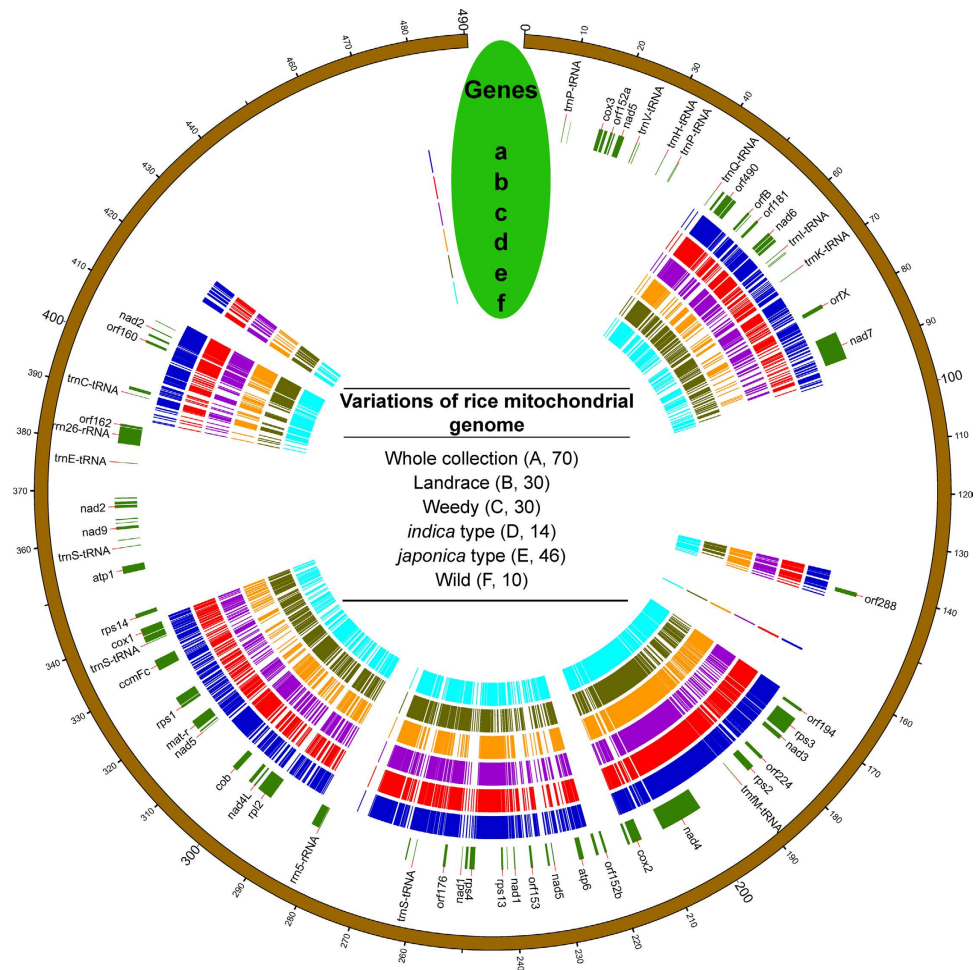 Genes
a
b
c
d
e
f
Variations of rice mitochondrial
genome
Whole collection (A, 70)
Landrace (B, 30)
Weedy (C, 30)
indica type (D, 14)
japonica type (E, 46)
Wild (F, 10)
0
10
20
30
40
60
70
80
90
100
110
120
130
140
160
170
180
190
200
210
220
230
240
260
270
280
290
300
310
320
330
340
360
370
380
390
400
410
420
430
440
460
470
480
490
trnP-tRNA
cox3
orf152a
nad5
trnV-tRNA
trnH-tRNA
trnP-tRNA
trnQ-tRNA
orf490
orfB
orf181
nad6
trnI-tRNA
trnK-tRNA
orfX
nad7
orf288
orf194
rps3
nad3
orf224
rps2
trnfM-tRNA
nad4
cox2
orf152b
atp6
nad5
orf153
nad1
rps13
rps4
nad1
orf176
trnS-tRNA
rrn5-rRNA
rpl2
nad4L
cob
nad5
mat-r
rps1
ccmFc
trnS-tRNA
cox1
rps14
atp1
trnS-tRNA
nad9
nad2
trnE-tRNA
rrn26-rRNA
orf162
trnC-tRNA
orf160
nad2